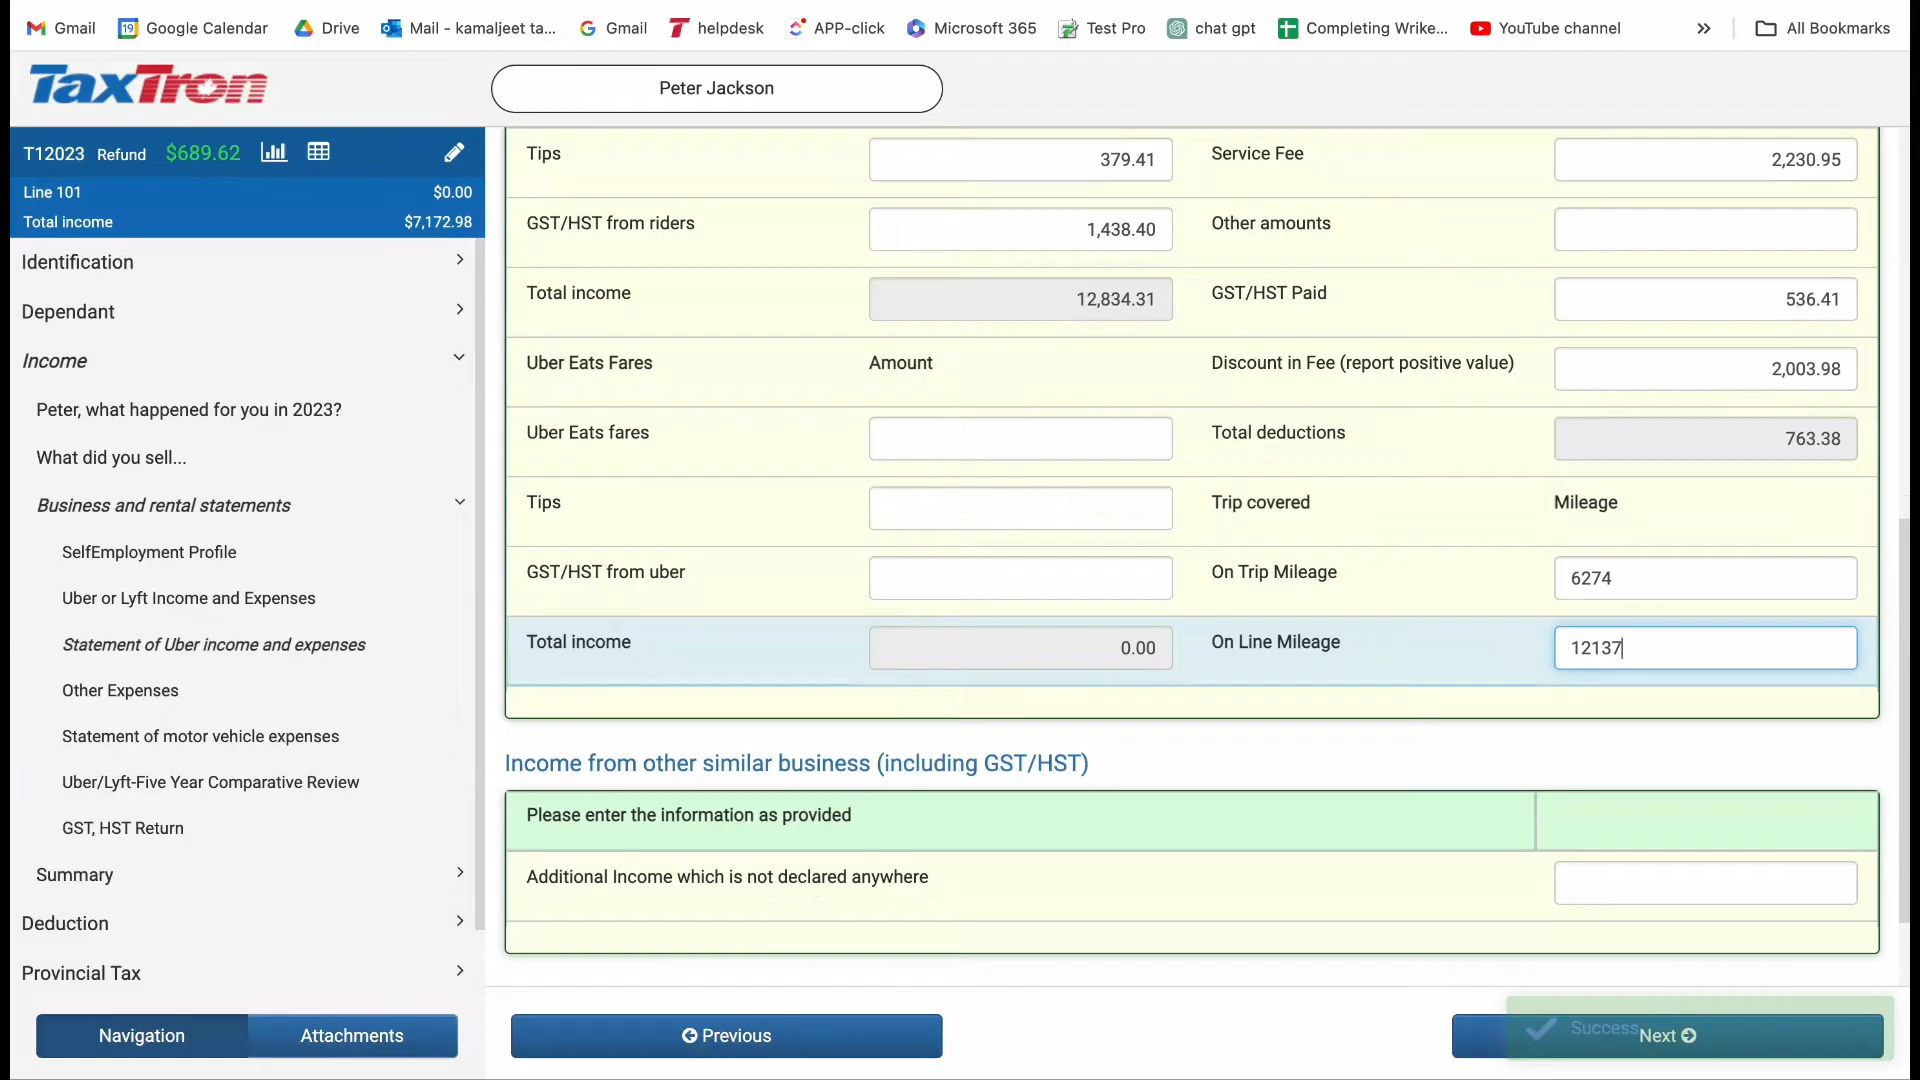 Gmail
Google Calendar
Drive
Mail - kamaljeet ta...
Gmail
helpdesk
APP-click
Microsoft 365
Test Pro
chat gpt
Completing Wrike...
YouTube channel
All Bookmarks
TaxTron
Peter Jackson
T12023 Refund $689.62
Line 101 $0.00
Total income $7,172.98
Identification
Dependant
Income
Peter, what happened for you in 2023?
What did you sell...
Business and rental statements
SelfEmployment Profile
Uber or Lyft Income and Expenses
Statement of Uber income and expenses
Other Expenses
Statement of motor vehicle expenses
Uber/Lyft-Five Year Comparative Review
GST, HST Return
Summary
Deduction
Provincial Tax
Navigation Attachments
Tips 379.41 Service Fee 2,230.95
GST/HST from riders 1,438.40 Other amounts
Total income 12,834.31 GST/HST Paid 536.41
Uber Eats Fares Amount Discount in Fee (report positive value) 2,003.98
Uber Eats fares Total deductions 763.38
Tips Trip covered Mileage
GST/HST from uber On Trip Mileage 6274
Total income 0.00 On Line Mileage 12137
Income from other similar business (including GST/HST)
Please enter the information as provided
Additional Income which is not declared anywhere
Previous
Success
Next